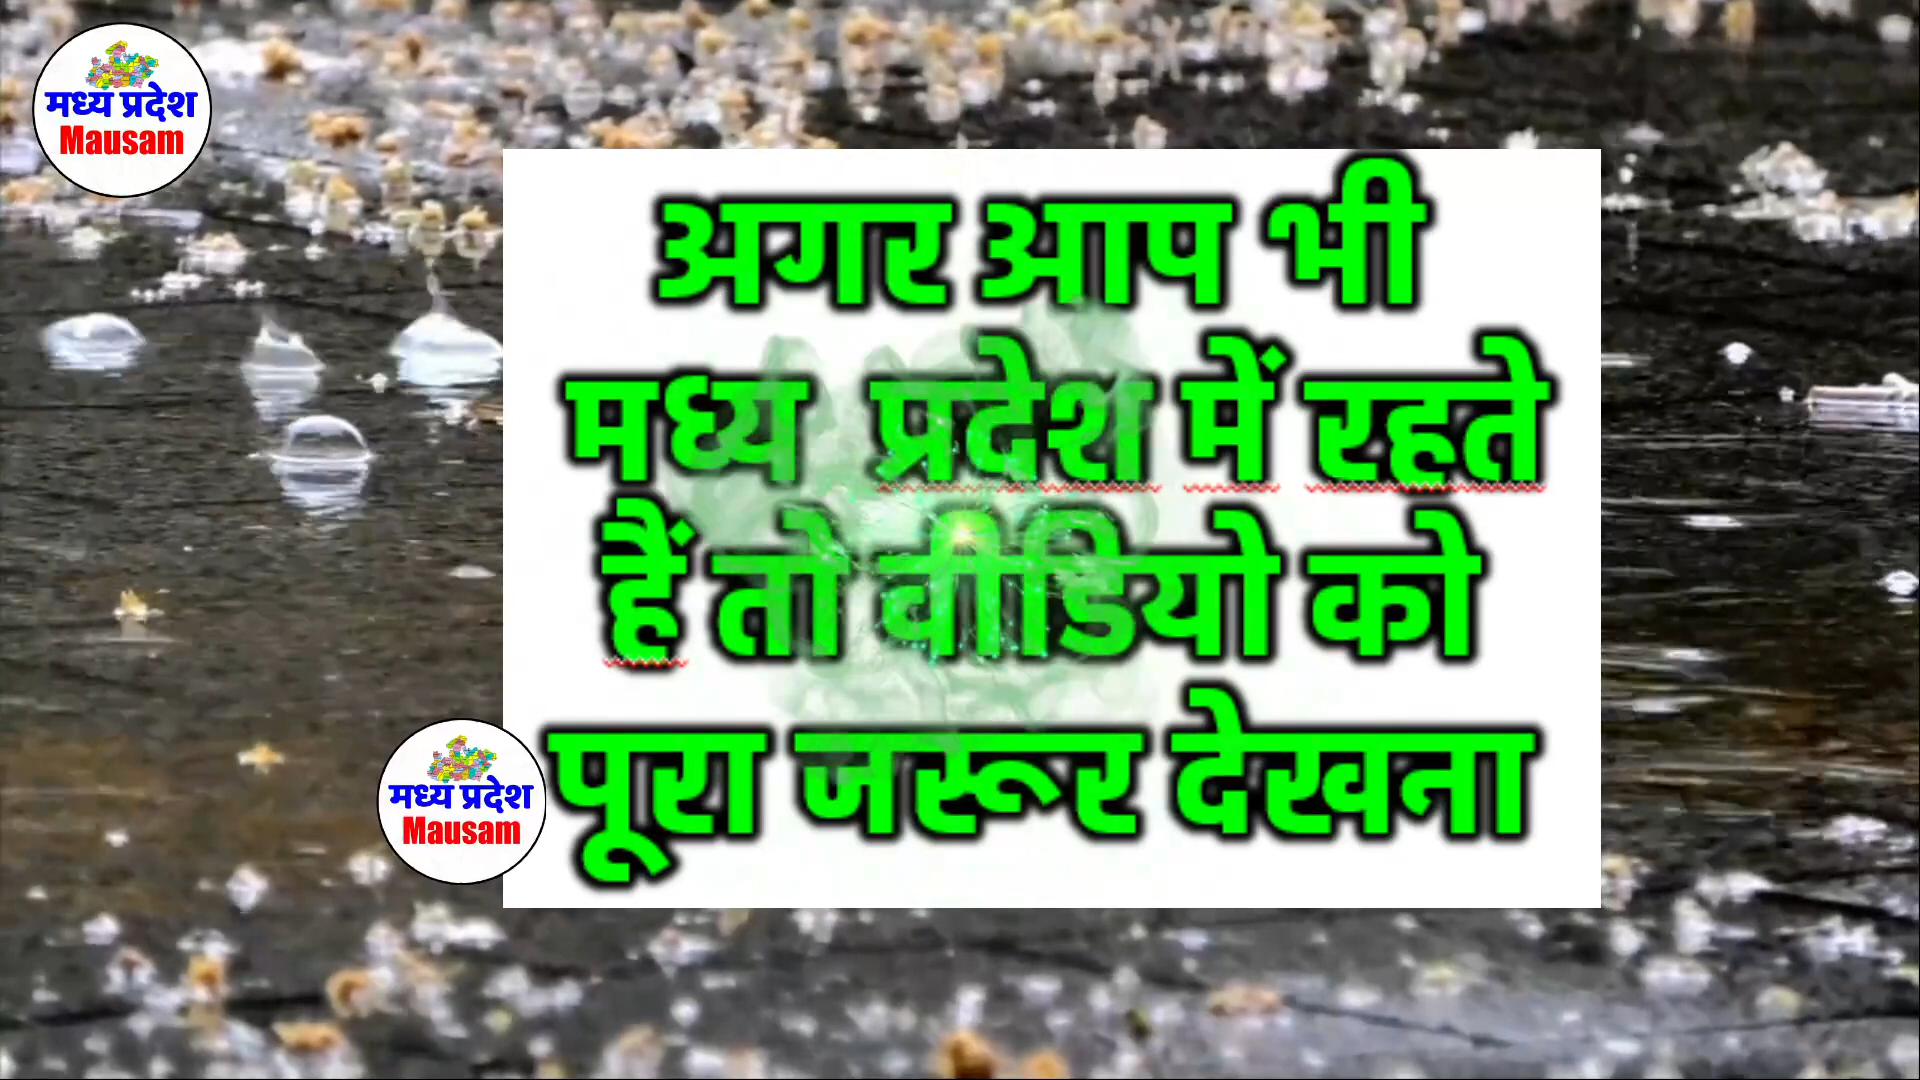 मध्य प्रदेश
Mausam
अगर आप भी
मध्य प्रदेश में रहते
हैं तो वीडियो को
पूरा जरूर देखना
मध्य प्रदेश
Mausam